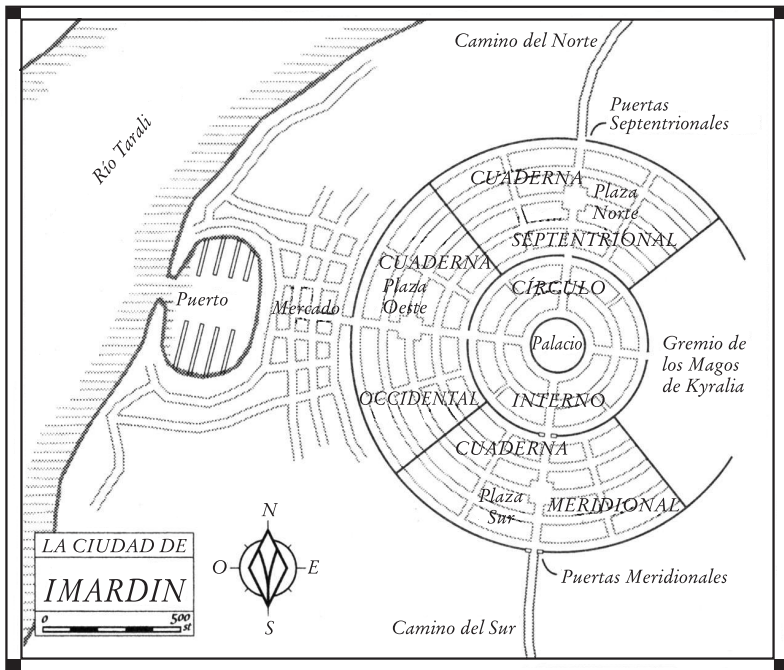 Camino del Norte
Puertas
Septentrionales
Río Tarali
CUADERNA
Plaza
Norte
SEPTENTRIONAL
CUADERNA
Plaza
Oeste
CÍRCULO
Puerto
Mercado
Palacio
Gremio de
los Magos
de Kyralia
OCCIDENTAL
INTERNO
CUADERNA
Plaza
Sur
MERIDIONAL
N
O
E
S
LA CIUDAD DE
IMARDIN
0
500
st
Puertas Meridionales
Camino del Sur